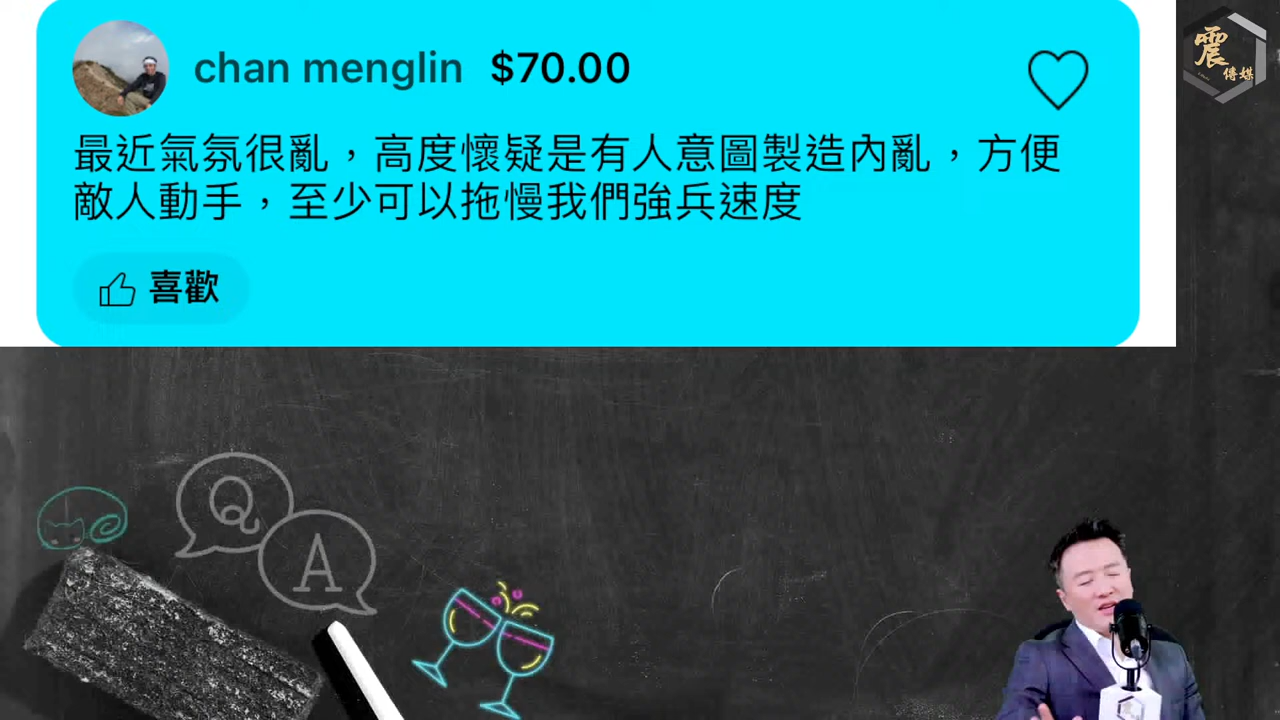 chan menglin $70.00
最近氣氛很亂，高度懷疑是有人意圖製造內亂，方便
敵人動手，至少可以拖慢我們強兵速度
喜歡
震
傳媒
Q
A